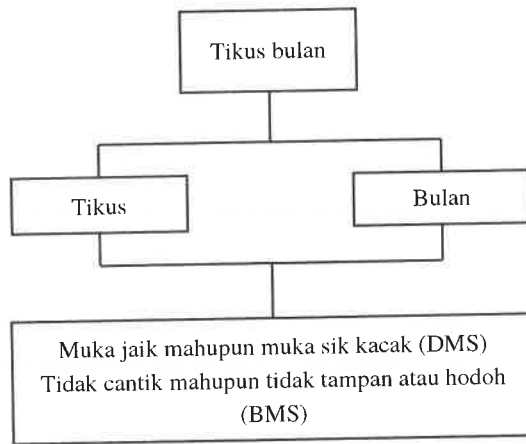 Tikus bulan
Tikus
Bulan
Muka jaik mahupun muka sik kacak (DMS)
Tidak cantik mahupun tidak tampan atau hodoh
(BMS)